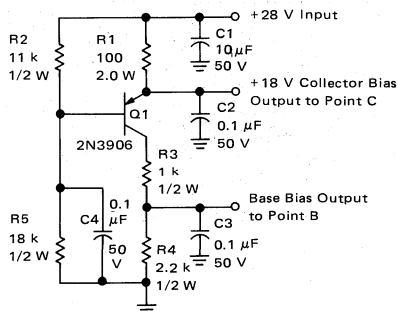 +28 V Input
R2
11 k
1/2 W
R1
100
2.0 W
C1
10 μF
50 V
+18 V Collector Bias
Output to Point C
Q1
2N3906
C2
0.1 μF
50 V
R3
1 k
1/2 W
Base Bias Output
to Point B
R5
18 k
1/2 W
C4
0.1
μF
50
V
C3
0.1 μF
50 V
R4
2.2 k
1/2 W